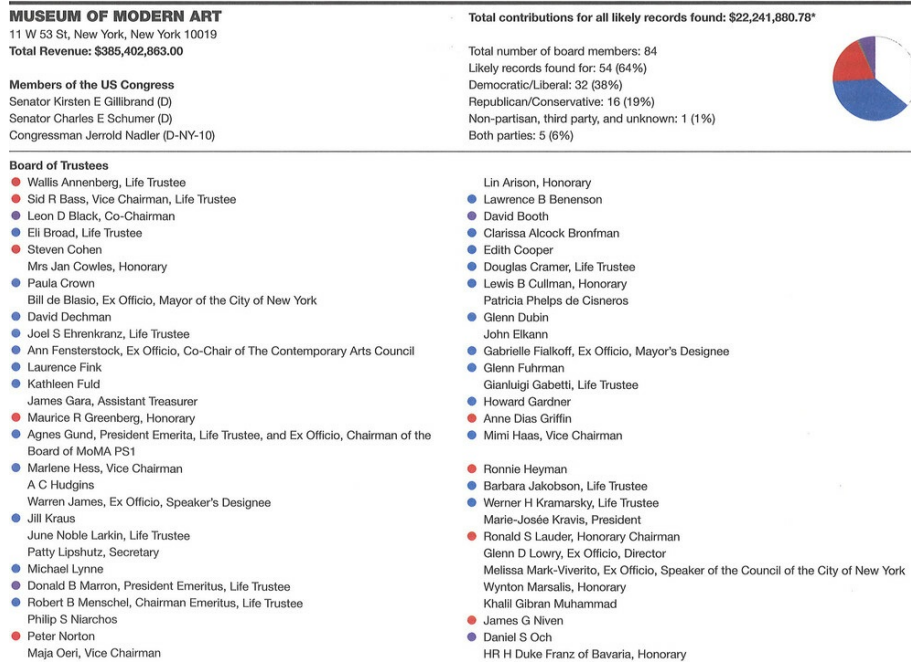 MUSEUM OF MODERN ART
11 W 53 St, New York, New York 10019
Total Revenue: $385,402,863.00
Members of the US Congress
Senator Kirsten E Gillibrand (D)
Senator Charles E Schumer (D)
Congressman Jerrold Nadler (D-NY-10)
Total contributions for all likely records found: $22,241,880.78*
Total number of board members: 84
Likely records found for: 54 (64%)
Democratic/Liberal: 32 (38%)
Republican/Conservative: 16 (19%)
Non-partisan, third party, and unknown: 1 (1%)
Both parties: 5 (6%)
Board of Trustees
Wallis Annenberg, Life Trustee
Sid R Bass, Vice Chairman, Life Trustee
Leon D Black, Co-Chairman
Eli Broad, Life Trustee
Steven Cohen
Mrs Jan Cowles, Honorary
Paula Crown
Bill de Blasio, Ex Officio, Mayor of the City of New York
David Dechman
Joel S Ehrenkranz, Life Trustee
Ann Fensterstock, Ex Officio, Co-Chair of The Contemporary Arts Council
Laurence Fink
Kathleen Fuld
James Gara, Assistant Treasurer
Maurice R Greenberg, Honorary
Agnes Gund, President Emerita, Life Trustee, and Ex Officio, Chairman of the
Board of MoMA PS1
Marlene Hess, Vice Chairman
A C Hudgins
Warren James, Ex Officio, Speaker's Designee
Jill Kraus
June Noble Larkin, Life Trustee
Patty Lipshutz, Secretary
Michael Lynne
Donald B Marron, President Emeritus, Life Trustee
Robert B Menschel, Chairman Emeritus, Life Trustee
Philip S Niarchos
Peter Norton
Maja Oeri, Vice Chairman
Lin Arison, Honorary
Lawrence B Benenson
David Booth
Clarissa Alcock Bronfman
Edith Cooper
Douglas Cramer, Life Trustee
Lewis B Cullman, Honorary
Patricia Phelps de Cisneros
Glenn Dubin
John Elkann
Gabrielle Fialkoff, Ex Officio, Mayor's Designee
Glenn Fuhrman
Gianluigi Gabetti, Life Trustee
Howard Gardner
Anne Dias Griffin
Mimi Haas, Vice Chairman
Ronnie Heyman
Barbara Jakobson, Life Trustee
Werner H Kramarsky, Life Trustee
Marie-Josée Kravis, President
Ronald S Lauder, Honorary Chairman
Glenn D Lowry, Ex Officio, Director
Melissa Mark-Viverito, Ex Officio, Speaker of the Council of the City of New York
Wynton Marsalis, Honorary
Khalil Gibran Muhammad
James G Niven
Daniel S Och
HR H Duke Franz of Bavaria, Honorary